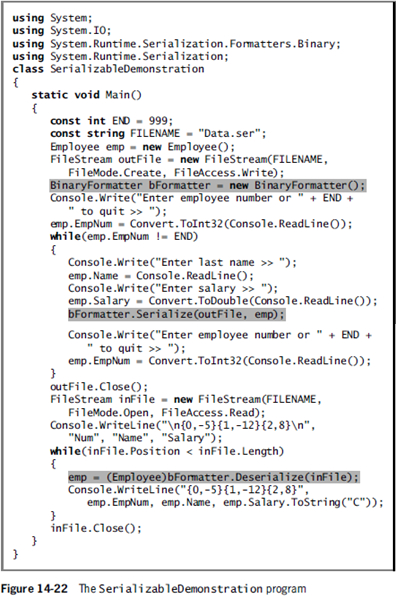 using System;
using System.IO;
using System.Runtime.Serialization.Formatters.Binary;
using System.Runtime.Serialization;
class SerializableDemonstration
{
static void Main()
{
const int END = 999;
const string FILENAME = "Data.ser";
Employee emp = new Employee();
FileStream outFile = new FileStream(FILENAME,
FileMode.Create, FileAccess.Write);
BinaryFormatter bFormatter = new BinaryFormatter();
Console.Write("Enter employee number or " + END +
" to quit >> ");
emp.EmpNum = Convert.ToInt32(Console.ReadLine());
while(emp.EmpNum != END)
{
Console.Write("Enter last name >> ");
emp.Name = Console.ReadLine();
Console.Write("Enter salary >> ");
emp.Salary = Convert.ToDouble(Console.ReadLine());
bFormatter.Serialize(outFile, emp);
Console.Write("Enter employee number or " + END +
" to quit >> ");
emp.EmpNum = Convert.ToInt32(Console.ReadLine());
}
outFile.Close();
FileStream inFile = new FileStream(FILENAME,
FileMode.Open, FileAccess.Read);
Console.WriteLine("\n{0,-5}{1,-12}{2,8}\n",
"Num", "Name", "Salary");
while(inFile.Position < inFile.Length)
{
emp = (Employee)bFormatter.Deserialize(inFile);
Console.WriteLine("{0,-5}{1,-12}{2,8}",
emp.EmpNum, emp.Name, emp.Salary.ToString("C"));
}
inFile.Close();
}
}
Figure 14-22 The SerializableDemonstration program